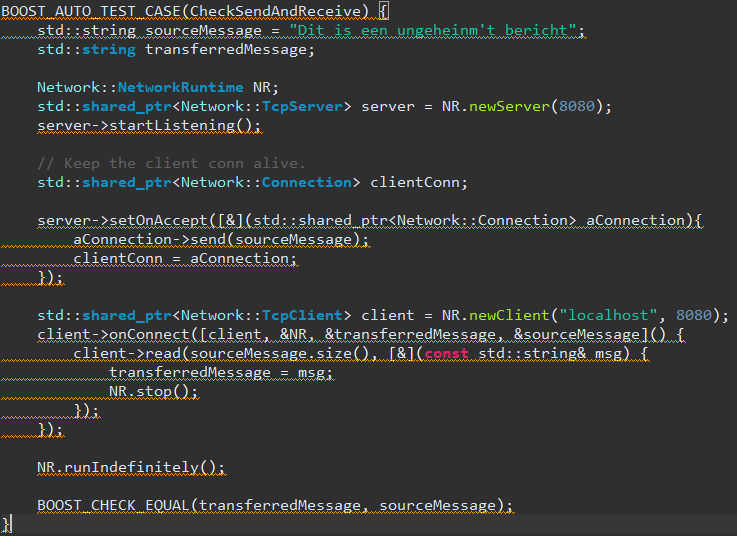 BOOST_AUTO_TEST_CASE(CheckSendAndReceive) {
    std::string sourceMessage = "Dit is een ungeheinm't bericht";
    std::string transferredMessage;

    Network::NetworkRuntime NR;
    std::shared_ptr<Network::TcpServer> server = NR.newServer(8080);
    server->startListening();

    // Keep the client conn alive.
    std::shared_ptr<Network::Connection> clientConn;

    server->setOnAccept([&](std::shared_ptr<Network::Connection> aConnection){
        aConnection->send(sourceMessage);
        clientConn = aConnection;
    });

    std::shared_ptr<Network::TcpClient> client = NR.newClient("localhost", 8080);
    client->onConnect([client, &NR, &transferredMessage, &sourceMessage]() {
        client->read(sourceMessage.size(), [&](const std::string& msg) {
            transferredMessage = msg;
            NR.stop();
        });
    });

    NR.runIndefinitely();

    BOOST_CHECK_EQUAL(transferredMessage, sourceMessage);
}